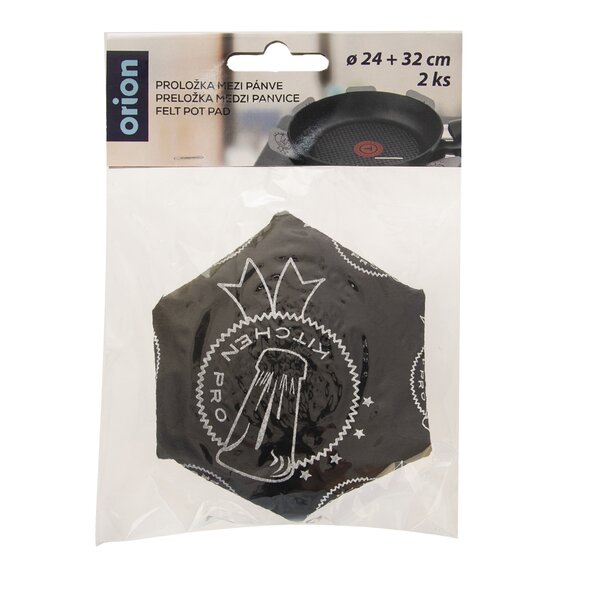 orion
PROLOŽKA MEZI PÁNVE
PRELOŽKA MEDZI PANVICE
FELT POT PAD
ø 24 + 32 cm
2 ks
KITCHEN PRO